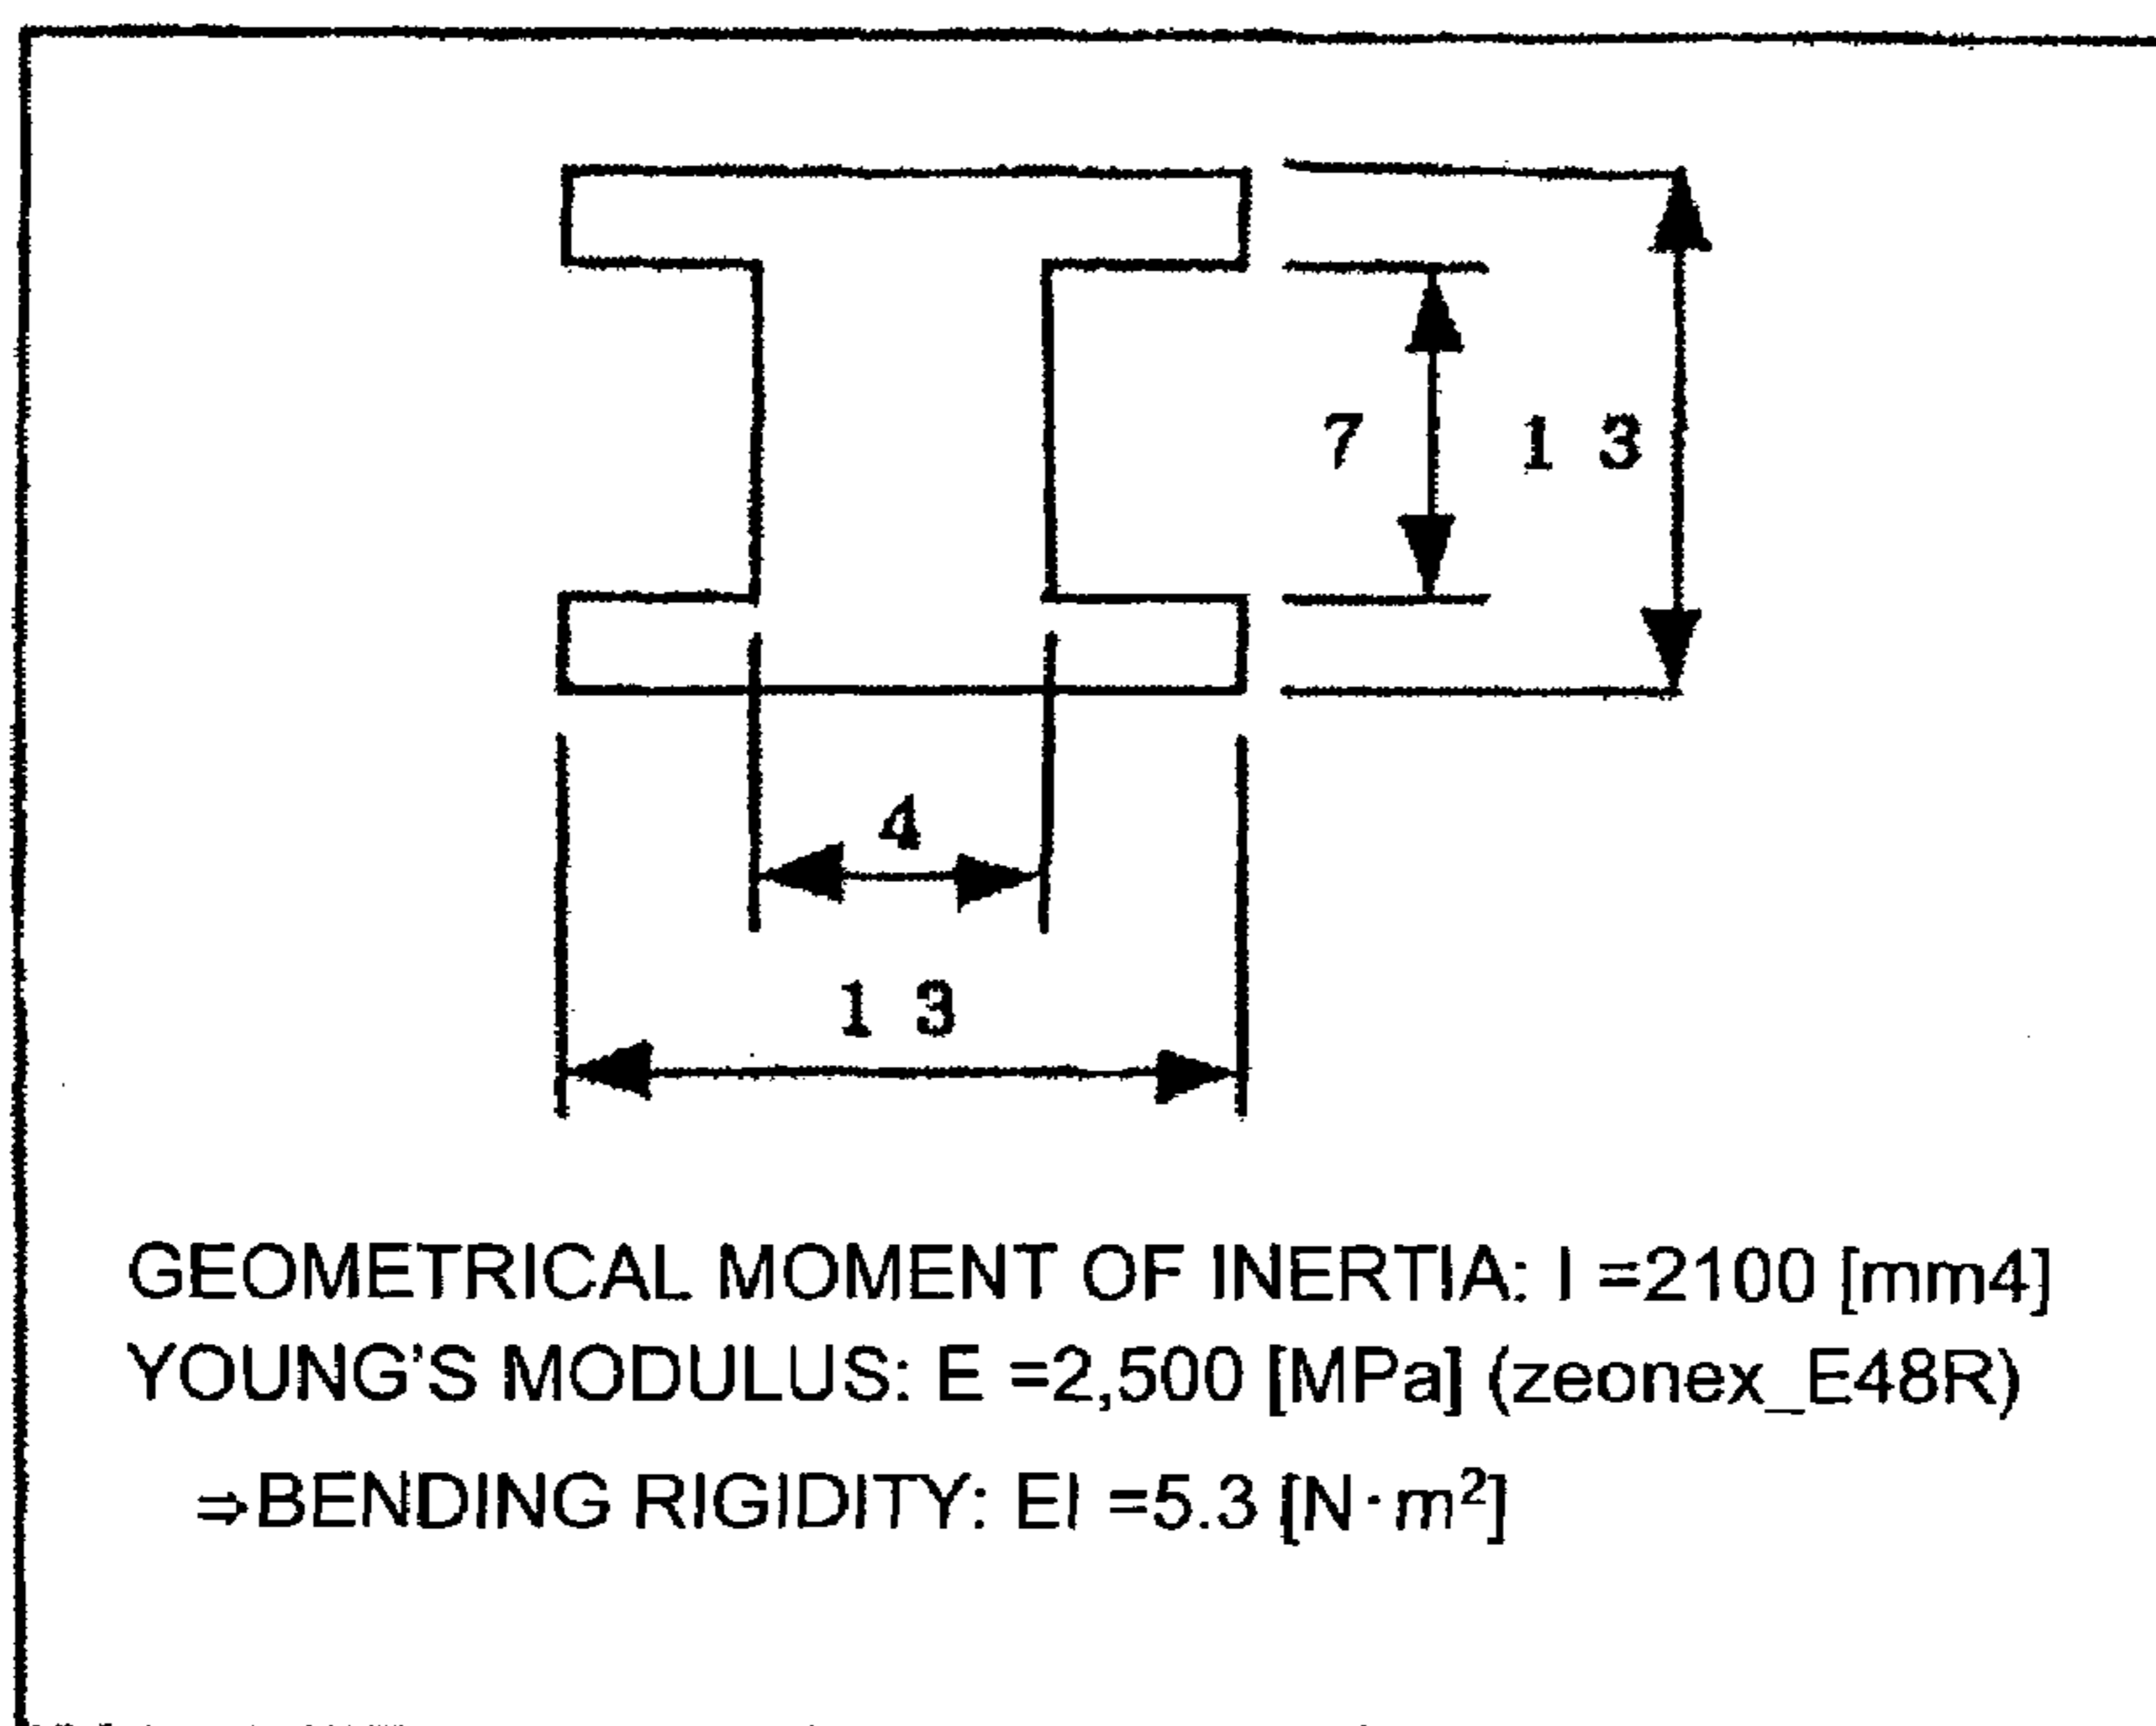 7
1 3
4
1 3
GEOMETRICAL MOMENT OF INERTIA: I =2100 [mm4]
YOUNG'S MODULUS: E =2,500 [MPa] (zeonex_E48R)
⇒BENDING RIGIDITY: EI =5.3 [N·m²]